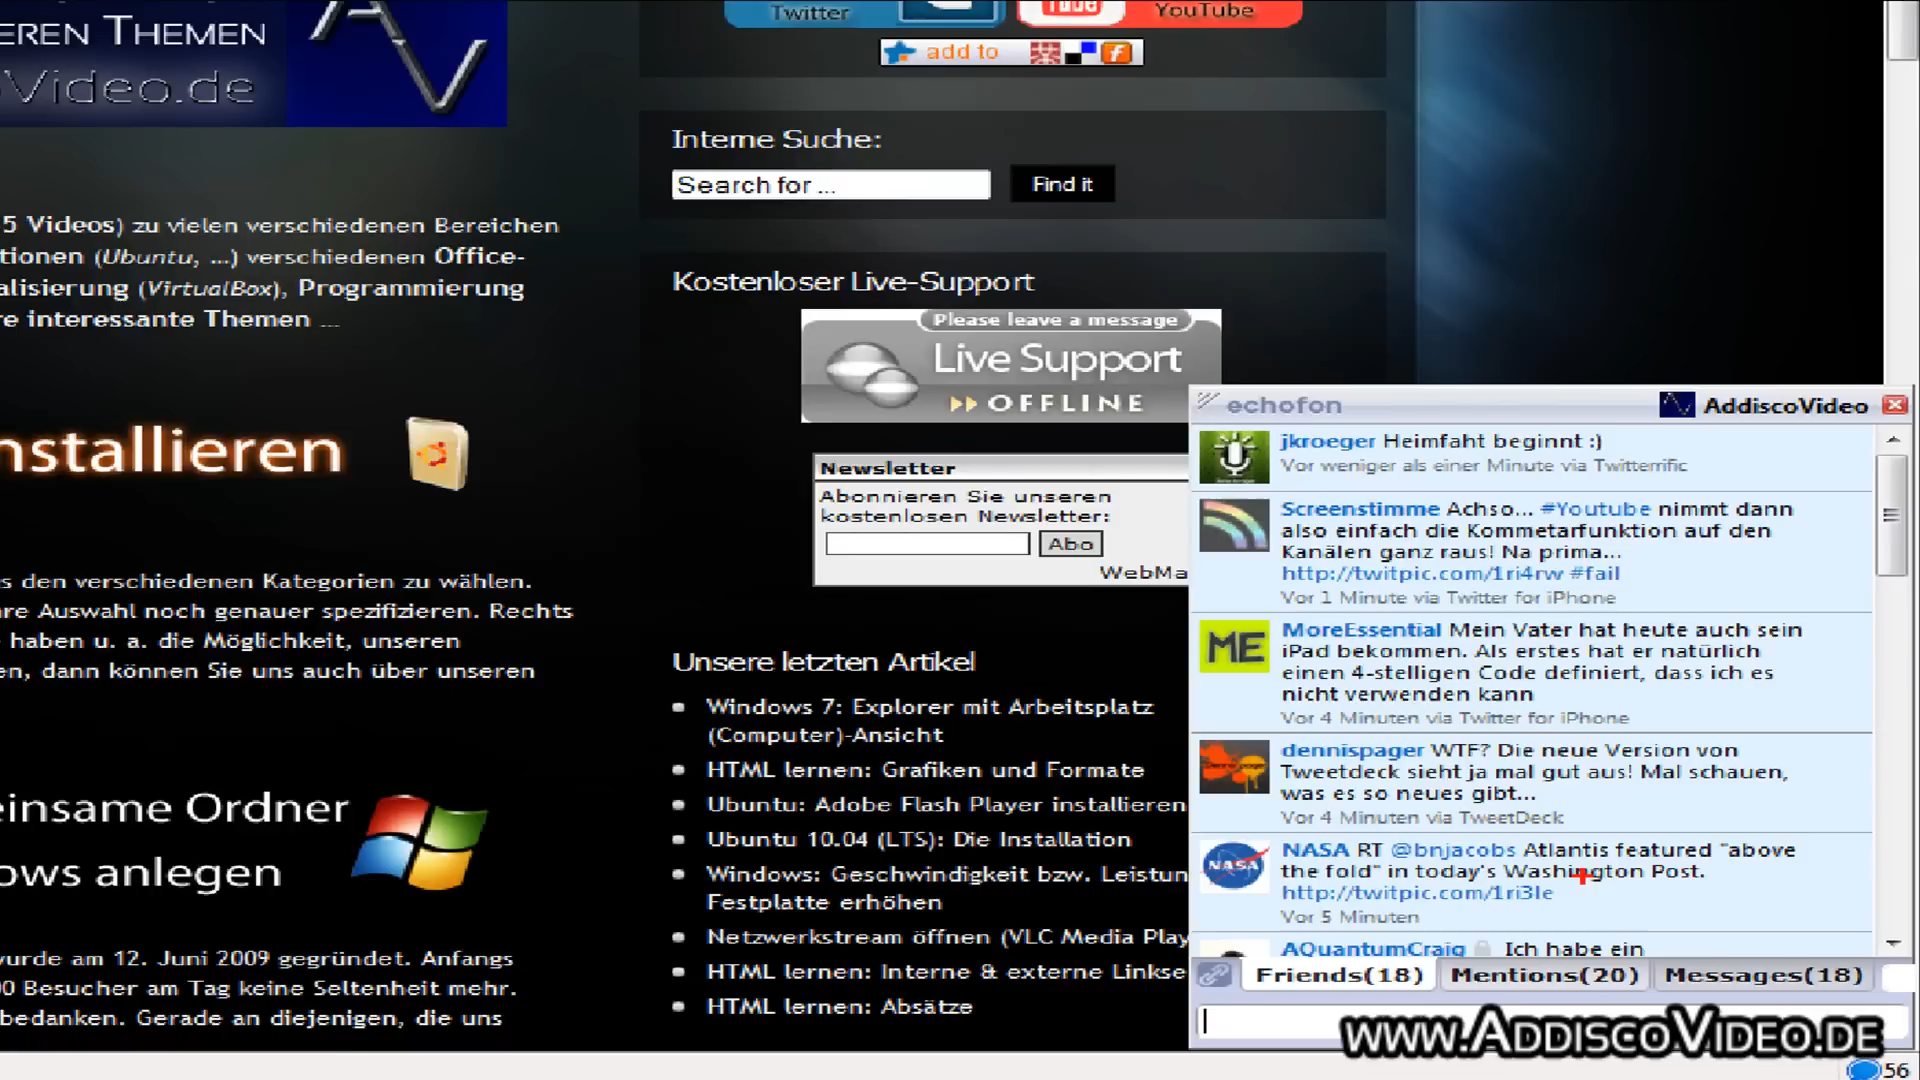 EREN THEMEN
Video.de
Twitter
You Tube
YouTube
add to
Interne Suche:
Search for ...
Find it
5 Videos) zu vielen verschiedenen Bereichen
tionen (Ubuntu, ...) verschiedenen Office-
alisierung (VirtualBox), Programmierung
re interessante Themen ...
Kostenloser Live-Support
Please leave a message
Live Support
OFFLINE
nstallieren
Newsletter
Abonnieren Sie unseren
kostenlosen Newsletter:
Abo
WebMa
s den verschiedenen Kategorien zu wählen.
hre Auswahl noch genauer spezifizieren. Rechts
e haben u. a. die Möglichkeit, unseren
en, dann können Sie uns auch über unseren
Unsere letzten Artikel
Windows 7: Explorer mit Arbeitsplatz
(Computer)-Ansicht
HTML lernen: Grafiken und Formate
Ubuntu: Adobe Flash Player installieren
Ubuntu 10.04 (LTS): Die Installation
Windows: Geschwindigkeit bzw. Leistun
Festplatte erhöhen
Netzwerkstream öffnen (VLC Media Play
HTML lernen: Interne & externe Linkse
HTML lernen: Absätze
einsame Ordner
ows anlegen
wurde am 12. Juni 2009 gegründet. Anfangs
00 Besucher am Tag keine Seltenheit mehr.
bedanken. Gerade an diejenigen, die uns
echofon
AddiscoVideo
jkroeger Heimfaht beginnt :)
Vor weniger als einer Minute via Twitterrific
Screenstimme Achso... #Youtube nimmt dann
also einfach die Kommetarfunktion auf den
Kanälen ganz raus! Na prima...
http://twitpic.com/1ri4rw #fail
Vor 1 Minute via Twitter for iPhone
ME
MoreEssential Mein Vater hat heute auch sein
iPad bekommen. Als erstes hat er natürlich
einen 4-stelligen Code definiert, dass ich es
nicht verwenden kann
Vor 4 Minuten via Twitter for iPhone
dennispager WTF? Die neue Version von
Tweetdeck sieht ja mal gut aus! Mal schauen,
was es so neues gibt...
Vor 4 Minuten via TweetDeck
NASA
NASA RT @bnjacobs Atlantis featured "above
the fold" in today's Washington Post.
http://twitpic.com/1ri3le
Vor 5 Minuten
AQuantumCraig Ich habe ein
Friends(18) Mentions(20) Messages(18)
www.AddiscoVideo.de
56